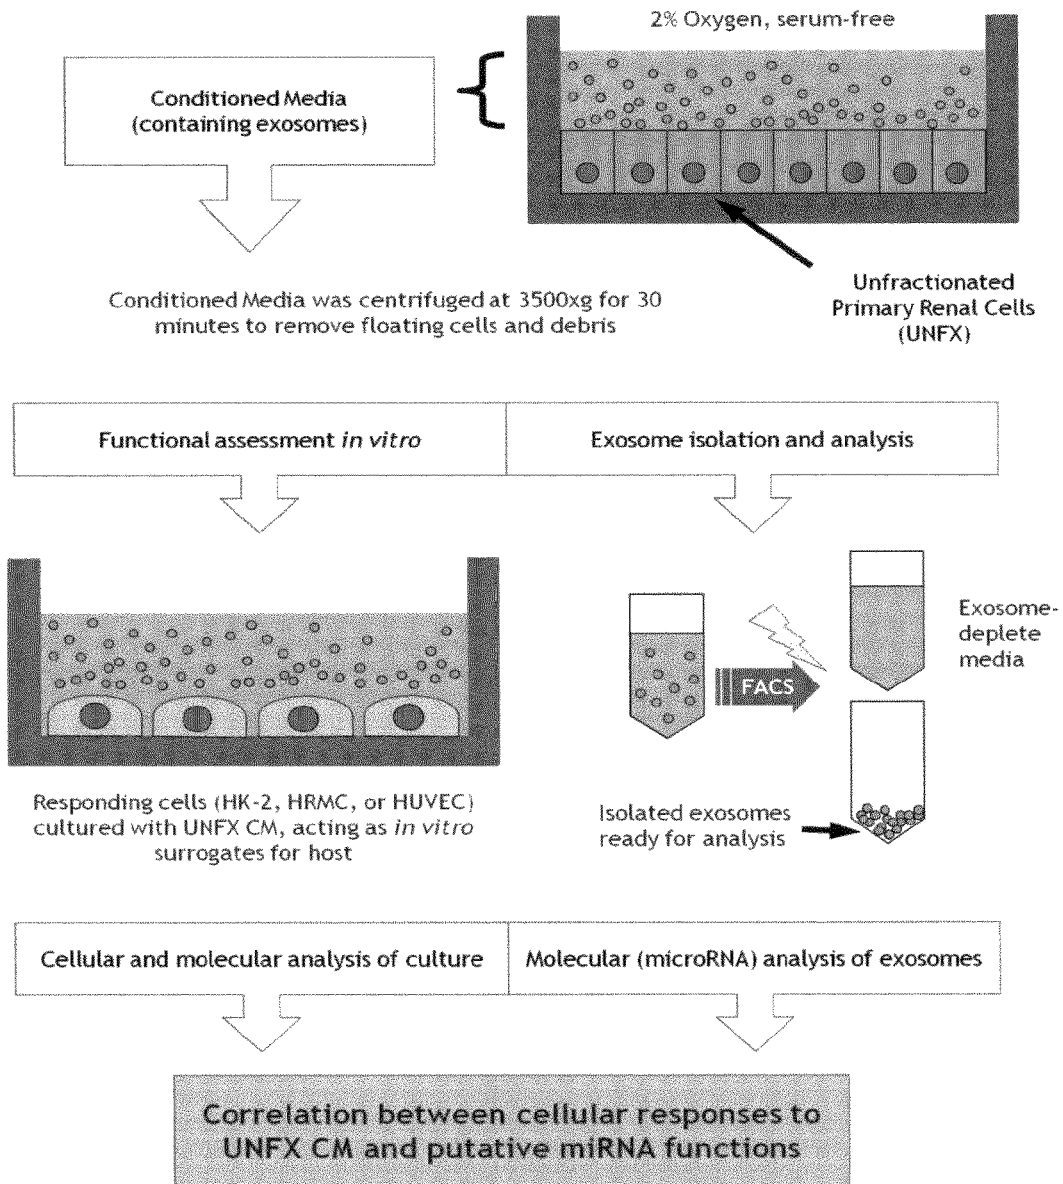 2% Oxygen, serum-free
Conditioned Media
(containing exosomes)
Unfractionated
Primary Renal Cells
(UNFX)
Conditioned Media was centrifuged at 3500xg for 30
minutes to remove floating cells and debris
Functional assessment in vitro
Exosome isolation and analysis
Exosome-
deplete
media
FACS
Responding cells (HK-2, HRMC, or HUVEC)
cultured with UNFX CM, acting as in vitro
surrogates for host
Isolated exosomes
ready for analysis
Cellular and molecular analysis of culture
Molecular (microRNA) analysis of exosomes
Correlation between cellular responses to
UNFX CM and putative miRNA functions